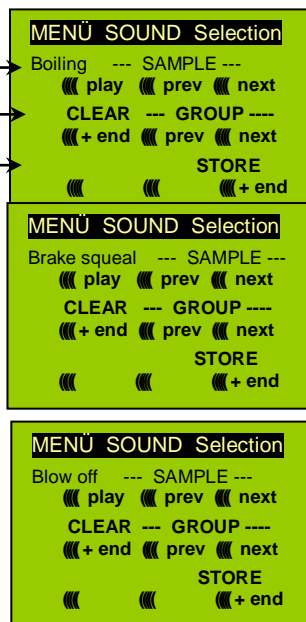 MENÜ SOUND Selection
Boiling --- SAMPLE ---
((((( play ((((( prev ((((( next
CLEAR --- GROUP ----
((((( + end ((((( prev ((((( next
STORE
((((( ((((( ((((( + end
MENÜ SOUND Selection
Brake squeal --- SAMPLE ---
((((( play ((((( prev ((((( next
CLEAR --- GROUP ----
((((( + end ((((( prev ((((( next
STORE
((((( ((((( ((((( + end
MENÜ SOUND Selection
Blow off --- SAMPLE ---
((((( play ((((( prev ((((( next
CLEAR --- GROUP ----
((((( + end ((((( prev ((((( next
STORE
((((( ((((( ((((( + end